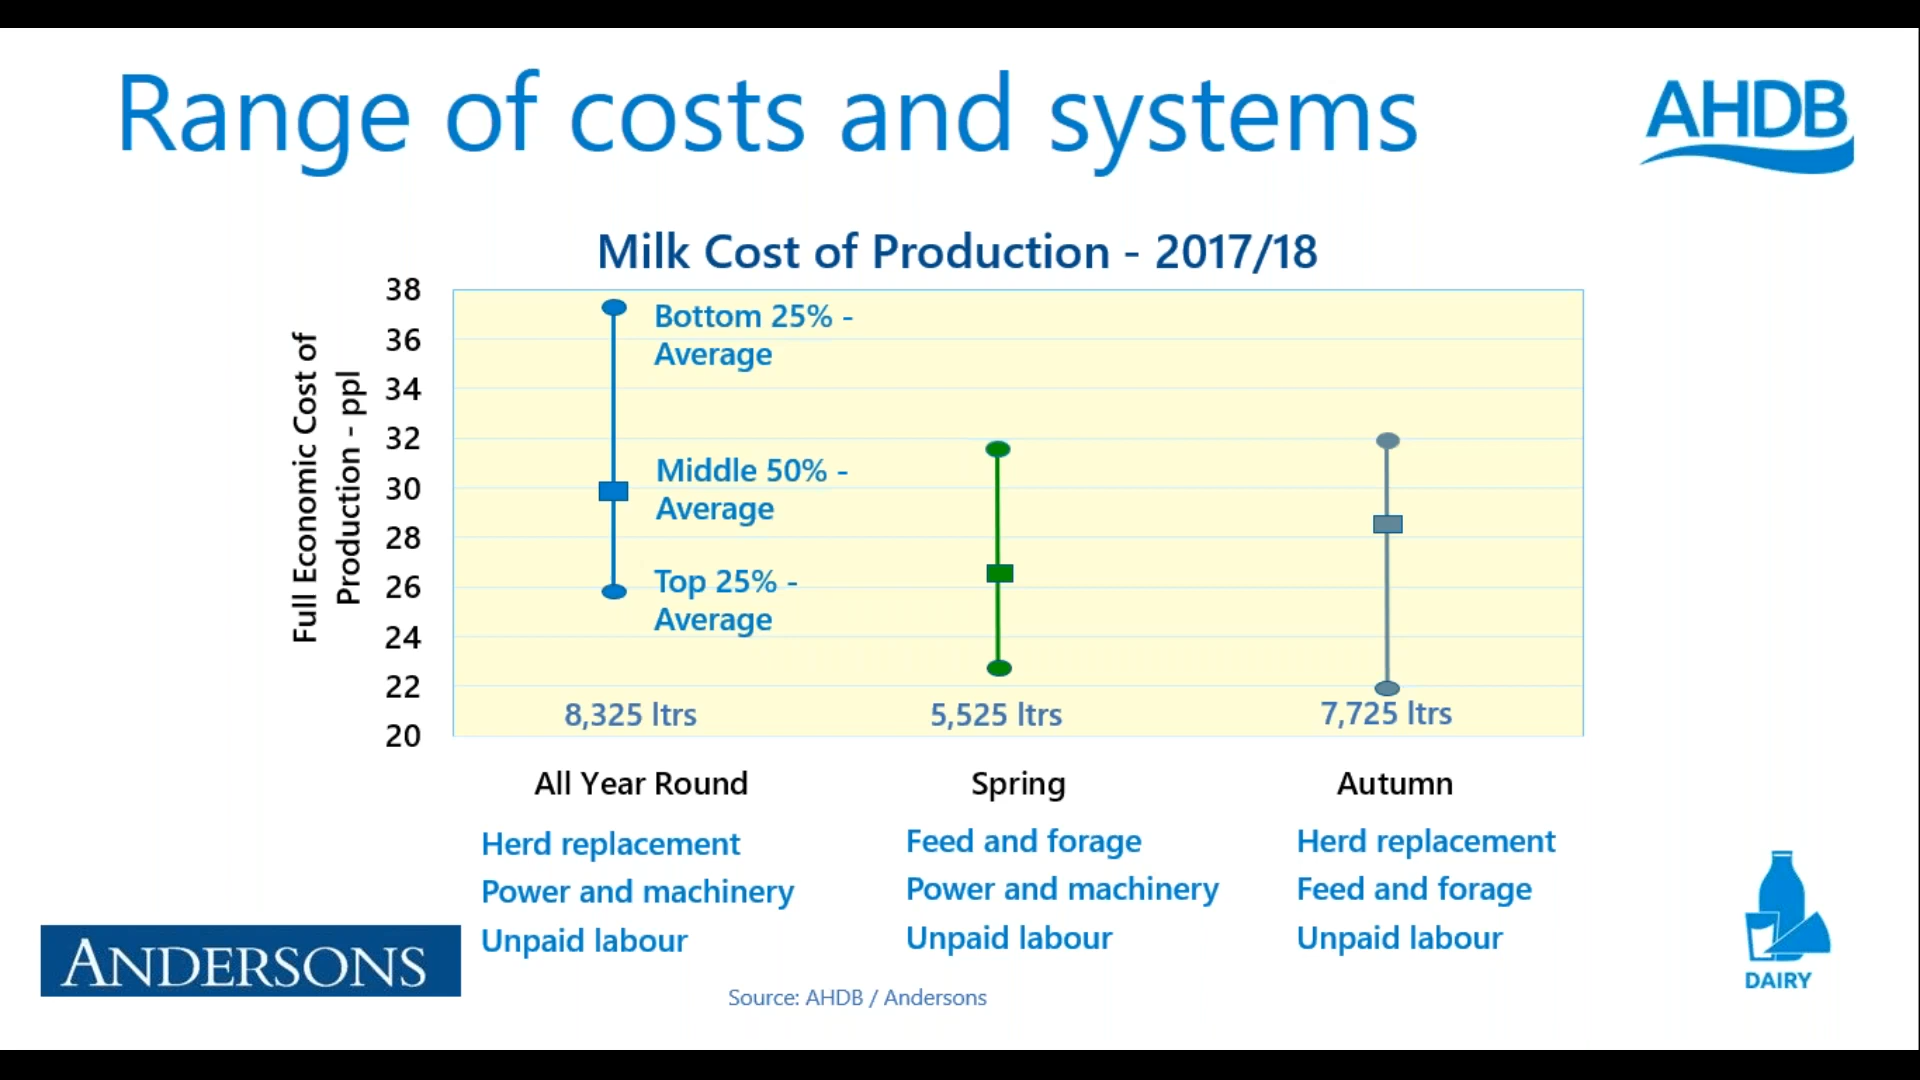 Range of costs and systems
AHDB
Milk Cost of Production - 2017/18
Full Economic Cost of
Production - ppl
38
36
34
32
30
28
26
24
22
20
Bottom 25% -
Average
Middle 50% -
Average
Top 25% -
Average
8,325 ltrs
5,525 ltrs
7,725 ltrs
All Year Round
Spring
Autumn
Herd replacement
Power and machinery
Unpaid labour
Feed and forage
Power and machinery
Unpaid labour
Herd replacement
Feed and forage
Unpaid labour
ANDERSONS
DAIRY
Source: AHDB / Andersons